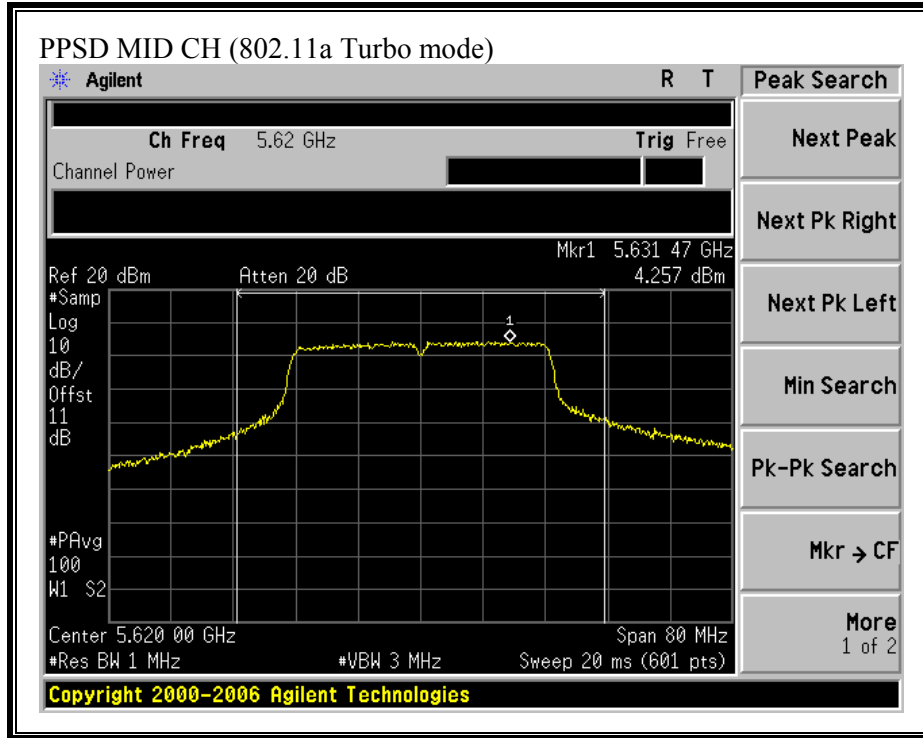 PPSD MID CH (802.11a Turbo mode)
Agilent R T Peak Search
Ch Freq 5.62 GHz Trig Free
Channel Power
Next Peak
Next Pk Right
Mkr1 5.631 47 GHz
Ref 20 dBm Atten 20 dB 4.257 dBm
#Samp
Log
10
dB/
Offst
11
dB
1
Next Pk Left
Min Search
Pk-Pk Search
#PAvg
100
W1 S2
Mkr → CF
Center 5.620 00 GHz Span 80 MHz
#Res BW 1 MHz #VBW 3 MHz Sweep 20 ms (601 pts)
More
1 of 2
Copyright 2000-2006 Agilent Technologies